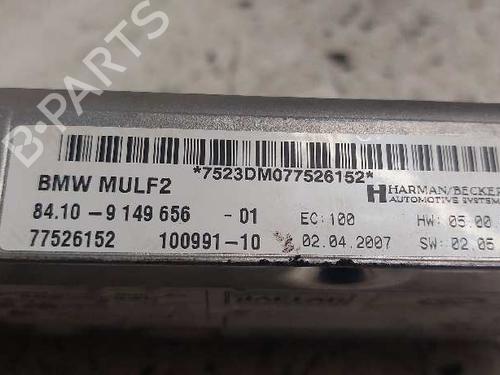 *7523DM077526152*
BMW MULF2
HARMAN/BECKER
AUTOMOTIVE SYSTEMS
84.10 - 9 149 656 - 01
EC: 100
HW: 05.00
77526152
100991-10
02.04.2007
SW: 02.05
B-PARTS